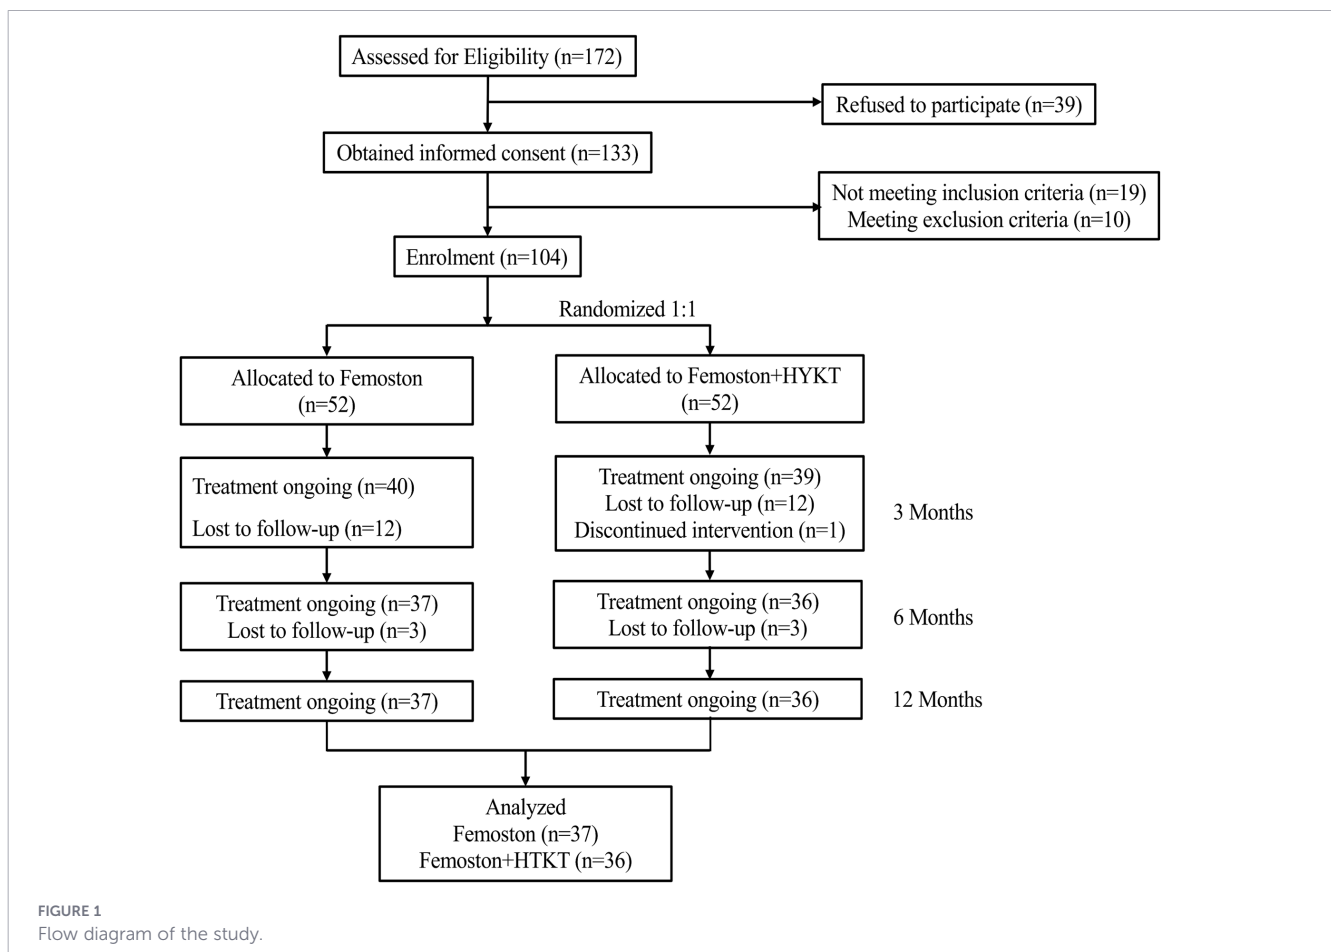 Assessed for Eligibility (n=172)
Refused to participate (n=39)
Obtained informed consent (n=133)
Not meeting inclusion criteria (n=19)
Meeting exclusion criteria (n=10)
Enrolment (n=104)
Randomized 1:1
Allocated to Femoston
(n=52)
Allocated to Femoston+HYKT
(n=52)
Treatment ongoing (n=40)
Lost to follow-up (n=12)
Treatment ongoing (n=39)
Lost to follow-up (n=12)
Discontinued intervention (n=1)
3 Months
Treatment ongoing (n=37)
Lost to follow-up (n=3)
Treatment ongoing (n=36)
Lost to follow-up (n=3)
6 Months
Treatment ongoing (n=37)
Treatment ongoing (n=36)
12 Months
Analyzed
Femoston (n=37)
Femoston+HTKT (n=36)
FIGURE 1
Flow diagram of the study.